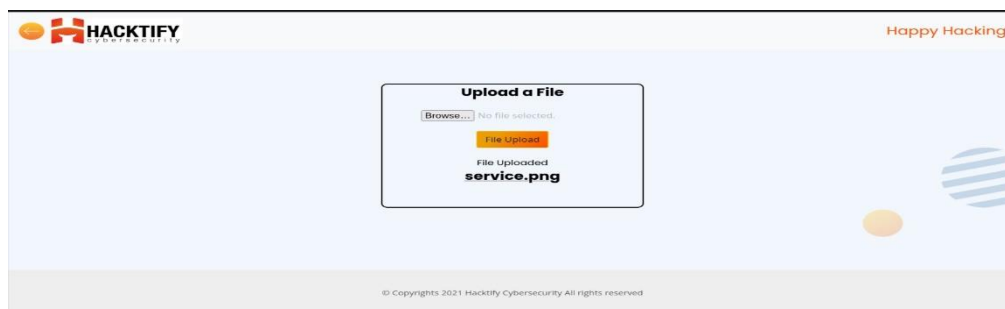 HACKTIFY
cybersecurity
Happy Hacking
Upload a File
Browse... No file selected.
File Upload
File Uploaded
service.png
© Copyrights 2021 Hacktify Cybersecurity All rights reserved